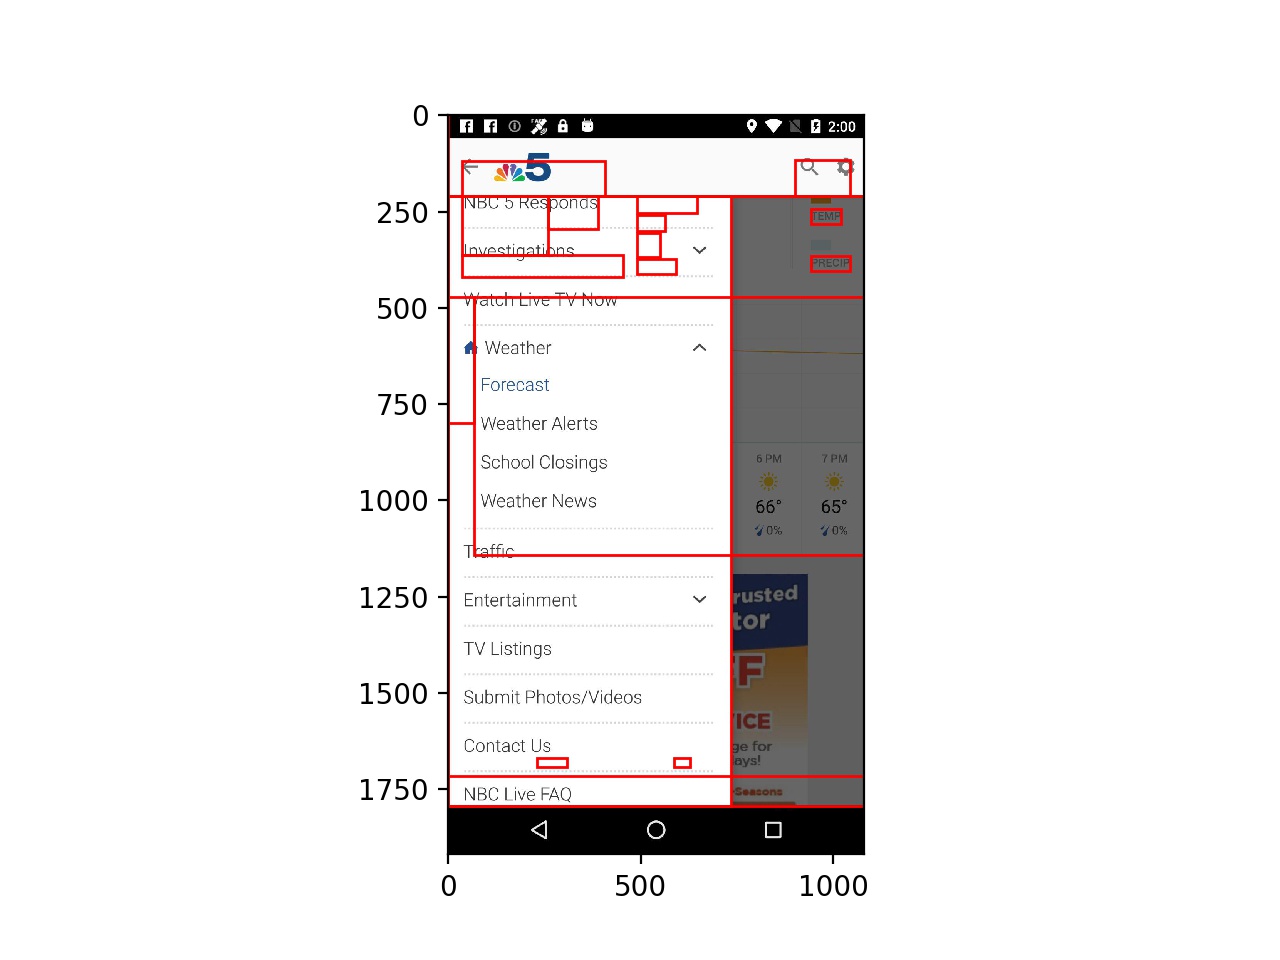 0
250
500
750
1000
1250
1500
1750
0
500
1000
2:00
5
NBC 5 Responds
TEMP
Investigations
PRECIP
Watch Live TV Now
Weather
Forecast
Weather Alerts
School Closings
6 PM
7 PM
Weather News
66°
65°
0%
0%
Traffic
Entertainment
rusted
tor
TV Listings
F
Submit Photos/Videos
ICE
Contact Us
ge for
ays!
NBC Live FAQ
Seasons